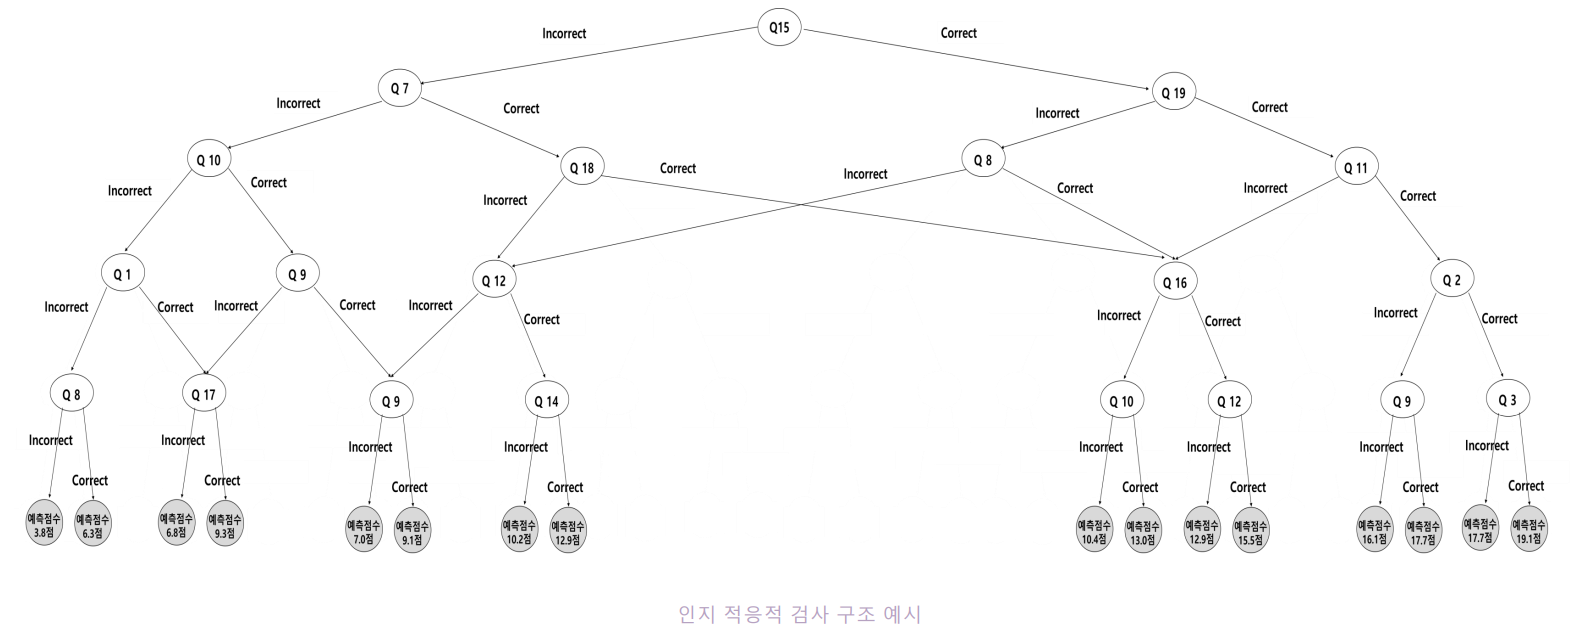 Q15
Incorrect
Correct
Q 7
Q 19
Incorrect
Correct
Incorrect
Correct
Q 10
Q 18
Q 8
Q 11
Incorrect
Correct
Incorrect
Correct
Incorrect
Correct
Incorrect
Correct
Q 1
Q 9
Q 12
Q 16
Q 2
Incorrect
Correct
Incorrect
Correct
Incorrect
Correct
Incorrect
Correct
Incorrect
Correct
Q 8
Q 17
Q 9
Q 14
Q 10
Q 12
Q 9
Q 3
Incorrect
Correct
Incorrect
Correct
Incorrect
Correct
Incorrect
Correct
Incorrect
Correct
Incorrect
Correct
Incorrect
Correct
Incorrect
Correct
예측점수
3.8점
예측점수
6.3점
예측점수
6.8점
예측점수
9.3점
예측점수
7.0점
예측점수
9.1점
예측점수
10.2점
예측점수
12.9점
예측점수
10.4점
예측점수
13.0점
예측점수
12.9점
예측점수
15.5점
예측점수
16.1점
예측점수
17.7점
예측점수
17.7점
예측점수
19.1점
인지 적응적 검사 구조 예시